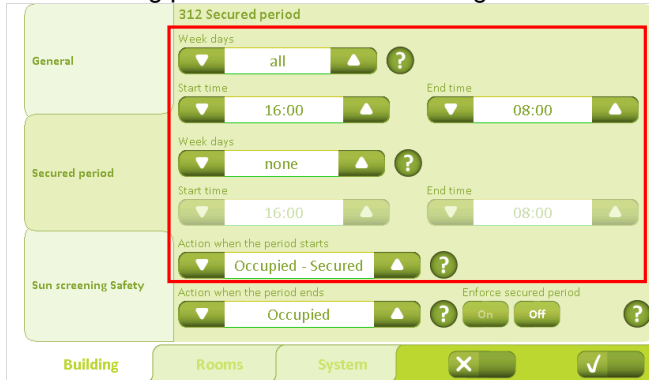 312 Secured period
General
Week days
all ?
Start time End time
16:00 08:00
Secured period
Week days
none ?
Start time End time
16:00 08:00
Sun screening Safety
Action when the period starts
Occupied - Secured ?
Action when the period ends Enforce secured period
Occupied ? On Off ?
Building Rooms System